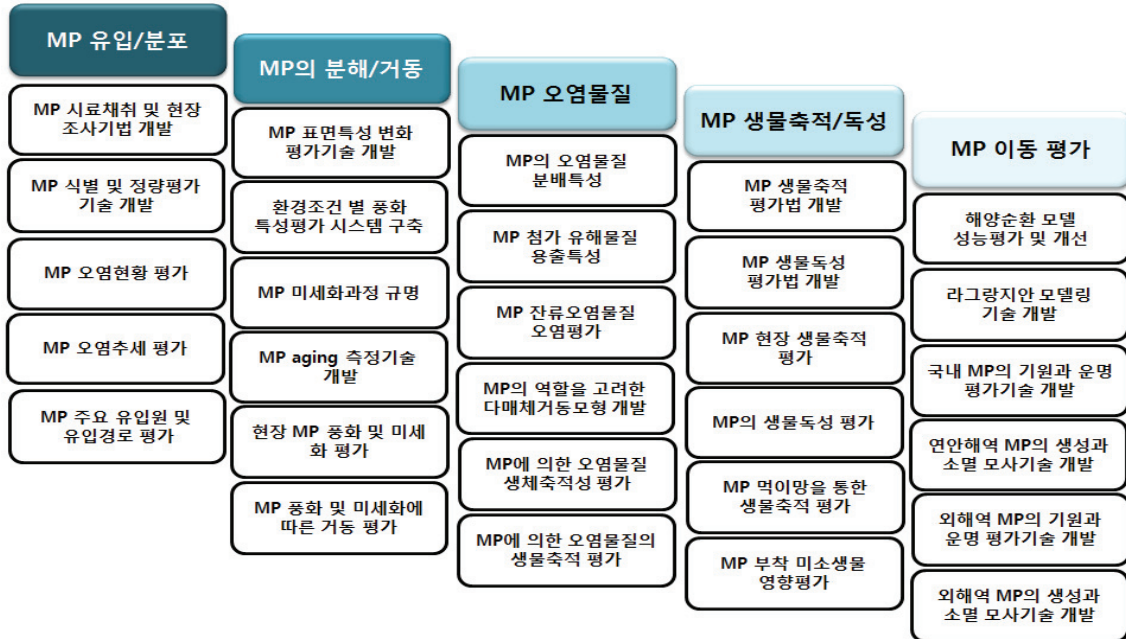 MP 유입/분포
MP 시료채취 및 현장
조사기법 개발
MP 식별 및 정량평가
기술 개발
MP 오염현황 평가
MP 오염추세 평가
MP 주요 유입원 및
유입경로 평가
MP의 분해/거동
MP 표면특성 변화
평가기술 개발
환경조건 별 풍화
특성평가 시스템 구축
MP 미세화과정 규명
MP aging 측정기술
개발
현장 MP 풍화 및 미세
화 평가
MP 풍화 및 미세화에
따른 거동 평가
MP 오염물질
MP의 오염물질
분배특성
MP 첨가 유해물질
용출특성
MP 잔류오염물질
오염평가
MP의 역할을 고려한
다매체거동모형 개발
MP에 의한 오염물질
생체축적성 평가
MP에 의한 오염물질의
생물축적 평가
MP 생물축적/독성
MP 생물축적
평가법 개발
MP 생물독성
평가법 개발
MP 현장 생물축적
평가
MP의 생물독성 평가
MP 먹이망을 통한
생물축적 평가
MP 부착 미소생물
영향평가
MP 이동 평가
해양순환 모델
성능평가 및 개선
라그랑지안 모델링
기술 개발
국내 MP의 기원과 운명
평가기술 개발
연안해역 MP의 생성과
소멸 모사기술 개발
외해역 MP의 기원과
운명 평가기술 개발
외해역 MP의 생성과
소멸 모사기술 개발